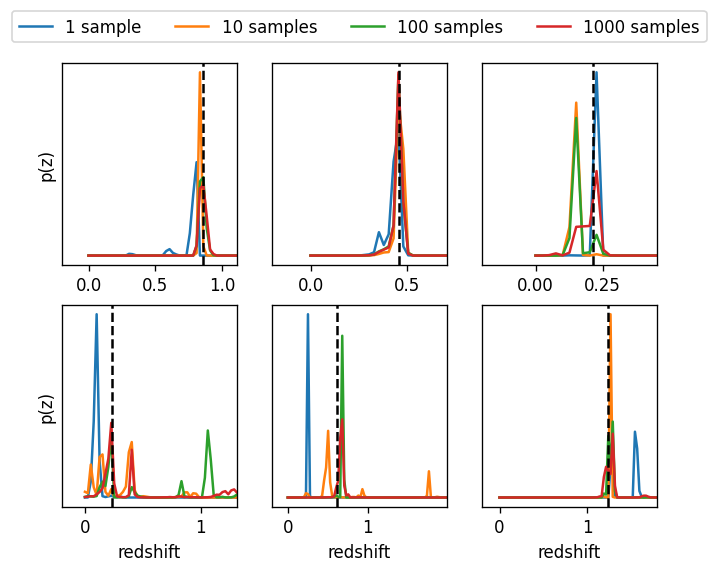 1 sample 10 samples 100 samples 1000 samples
p(z)
0.0 0.5 1.0 0.0 0.5 0.00 0.25
p(z)
0 1 0 1 0 1
redshift redshift redshift